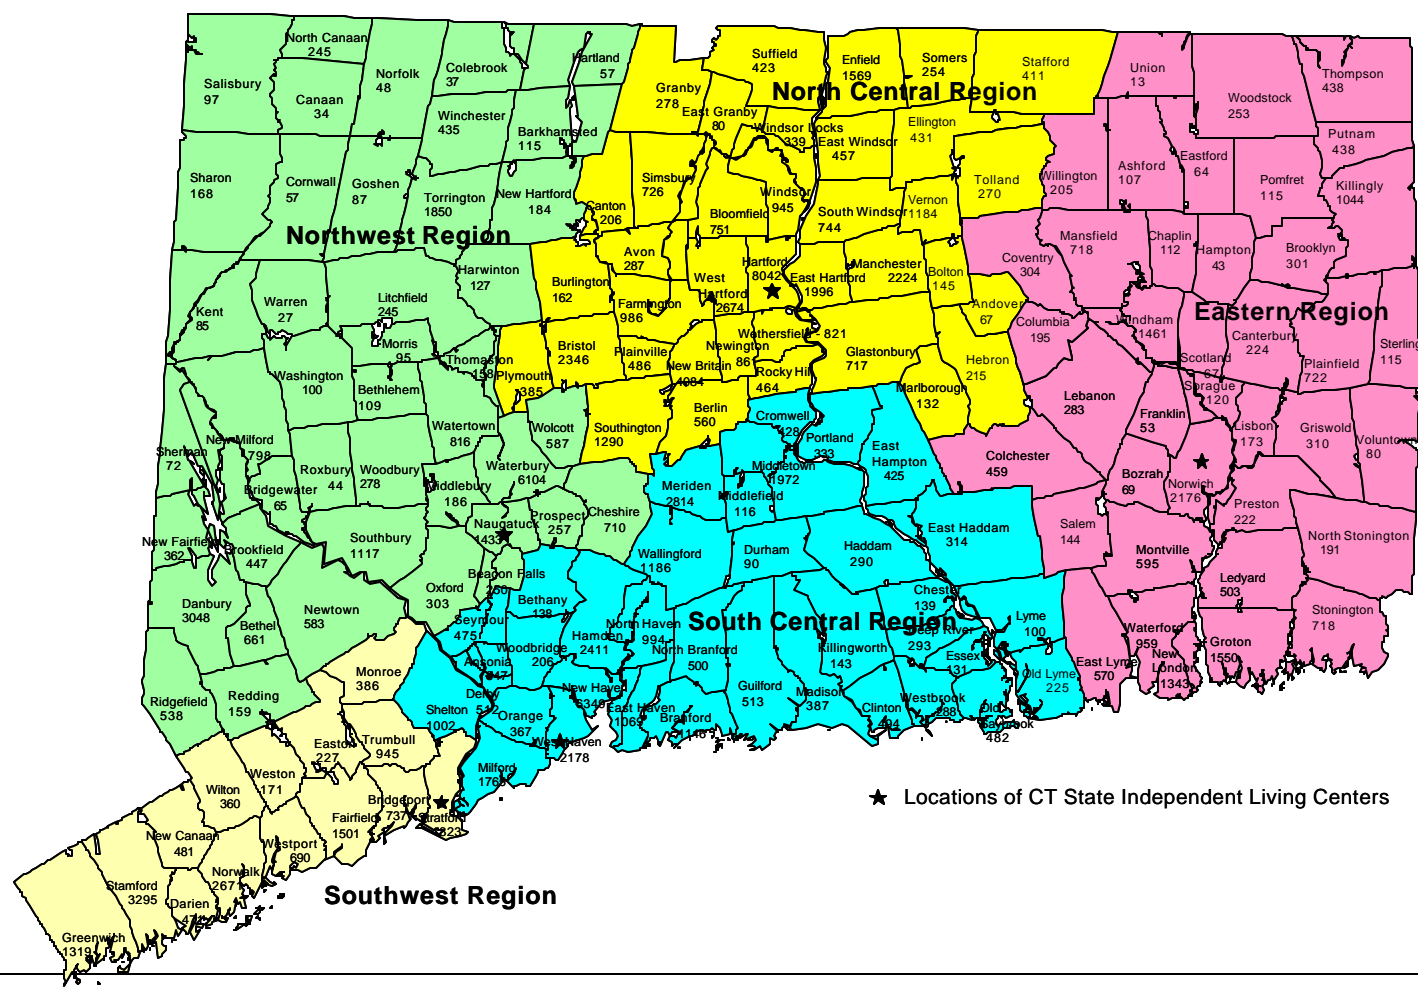 North Canaan
245
Salisbury
97
Canaan
34
Norfolk
48
Colebrook
37
Hartland
57
Winchester
435
Barkhamsted
115
Sharon
168
Cornwall
57
Goshen
87
Torrington
1850
New Hartford
184
Northwest Region
Harwinton
127
Kent
85
Warren
27
Litchfield
245
Morris
95
Washington
100
Bethlehem
109
Thomaston
158
Watertown
816
Wolcott
587
Sherman
72
New Milford
798
Roxbury
44
Woodbury
278
Bridgewater
65
Middlebury
186
Waterbury
6104
Naugatuck
1433
Prospect
257
Cheshire
710
New Fairfield
362
Brookfield
447
Southbury
1117
Oxford
303
Beacon Falls
Danbury
3048
Bethel
661
Newtown
583
Ridgefield
538
Redding
159
Suffield
423
Enfield
1569
Somers
254
Stafford
411
North Central Region
Granby
278
East Granby
80
Windsor Locks
339
East Windsor
457
Ellington
431
Tolland
270
Simsbury
726
Canton
206
Bloomfield
751
Windsor
945
South Windsor
744
Vernon
1184
Avon
287
Burlington
162
Farmington
986
West
Hartford
2674
Hartford
8042
East Hartford
1996
Manchester
2224
Bolton
145
Andover
67
Bristol
2346
Plainville
486
Plymouth
385
New Britain
4084
Newington
86
Wethersfield - 821
Rocky Hill
464
Glastonbury
717
Hebron
215
Marlborough
132
Southington
1290
Berlin
560
Union
13
Woodstock
253
Thompson
438
Putnam
438
Willington
205
Ashford
107
Eastford
64
Pomfret
115
Killingly
1044
Mansfield
718
Chaplin
112
Hampton
43
Brooklyn
301
Coventry
304
Eastern Region
Columbia
195
Windham
1461
Scotland
67
Canterbury
224
Plainfield
722
Sterling
115
Lebanon
283
Franklin
53
Sprague
120
Lisbon
173
Griswold
310
Voluntown
80
Colchester
459
Bozrah
69
Norwich
2176
Preston
222
Salem
144
Montville
595
Ledyard
503
North Stonington
191
Stonington
718
Waterford
959
New
London
1343
Groton
1550
East Lyme
570
Cromwell
428
Portland
333
East
Hampton
425
Meriden
2814
Middletown
1972
Middlefield
116
East Haddam
314
Wallingford
1186
Durham
90
Haddam
290
Chester
139
Lyme
100
Bethany
138
Seymour
475
Hamden
2411
North Haven
994
South Central Region
Deep River
293
Woodbridge
206
North Branford
500
Killingworth
143
Essex
131
Ansonia
Old Lyme
225
Derby
512
Shelton
1002
Orange
367
New Haven
East Haven
1069
Branford
Guilford
513
Madison
387
Clinton
Westbrook
288
Old
Saybrook
482
West Haven
2178
Milford
Monroe
386
Easton
227
Trumbull
945
Weston
171
Wilton
360
Bridgeport
Stratford
Fairfield
1501
New Canaan
481
Westport
690
Norwalk
2671
Stamford
3295
Darien
Greenwich
1319
Southwest Region
Locations of CT State Independent Living Centers